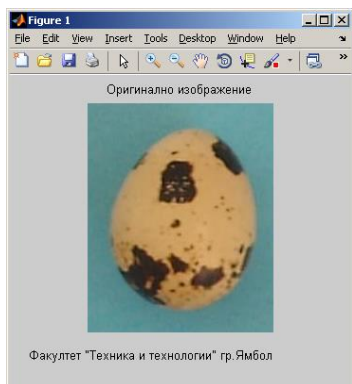 Figure 1
File Edit View Insert Tools Desktop Window Help
Оригинално изображение
Факултет "Техника и технологии" гр.Ямбол